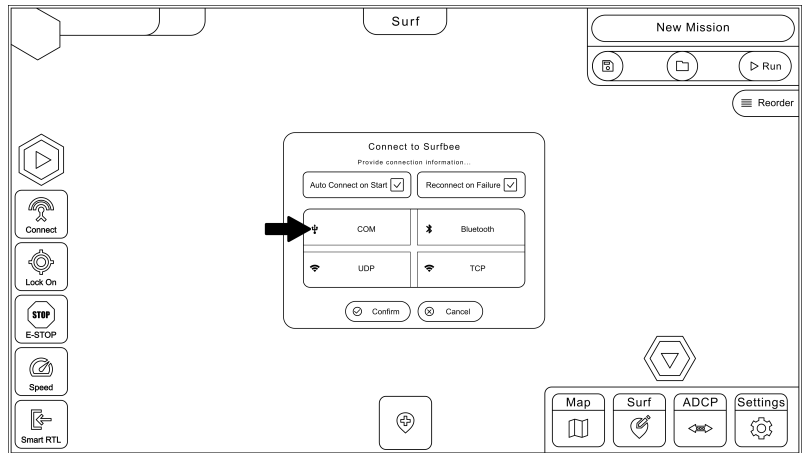 Surf
New Mission
Run
Reorder
Connect to Surfbee
Provide connection information...
Auto Connect on Start
Reconnect on Failure
COM
Bluetooth
UDP
TCP
Confirm
Cancel
Connect
Lock On
STOP
E-STOP
Speed
Smart RTL
Map
Surf
ADCP
Settings